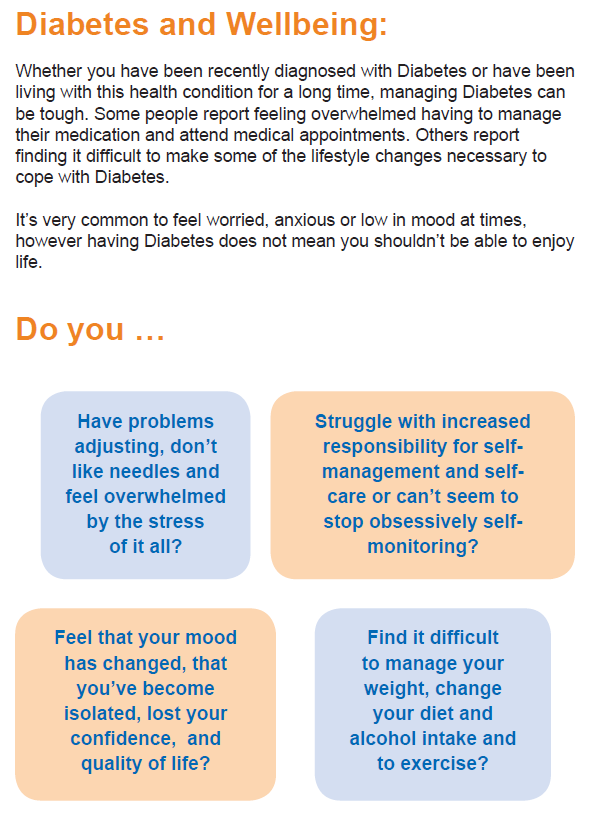 Diabetes and Wellbeing:
Whether you have been recently diagnosed with Diabetes or have been
living with this health condition for a long time, managing Diabetes can
be tough. Some people report feeling overwhelmed having to manage
their medication and attend medical appointments. Others report
finding it difficult to make some of the lifestyle changes necessary to
cope with Diabetes.
It’s very common to feel worried, anxious or low in mood at times,
however having Diabetes does not mean you shouldn’t be able to enjoy
life.
Do you …
Have problems
adjusting, don’t
like needles and
feel overwhelmed
by the stress
of it all?
Struggle with increased
responsibility for self-
management and self-
care or can’t seem to
stop obsessively self-
monitoring?
Feel that your mood
has changed, that
you’ve become
isolated, lost your
confidence, and
quality of life?
Find it difficult
to manage your
weight, change
your diet and
alcohol intake and
to exercise?